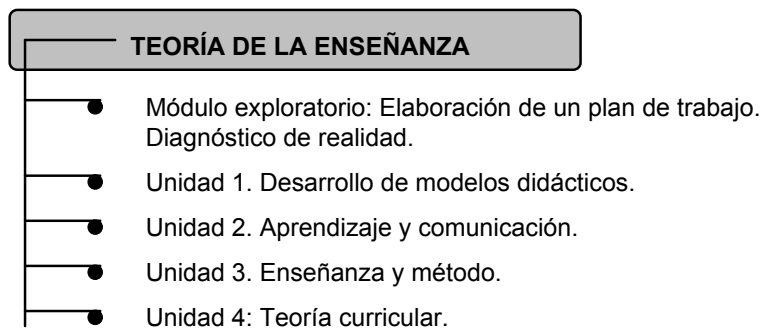 TEORÍA DE LA ENSEÑANZA
Módulo exploratorio: Elaboración de un plan de trabajo.
Diagnóstico de realidad.
Unidad 1. Desarrollo de modelos didácticos.
Unidad 2. Aprendizaje y comunicación.
Unidad 3. Enseñanza y método.
Unidad 4: Teoría curricular.